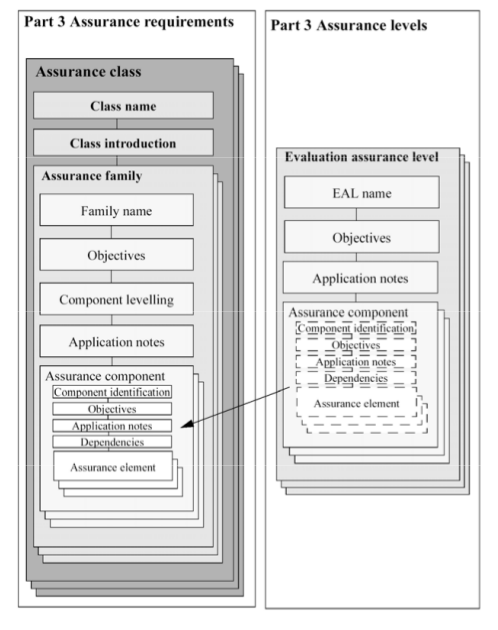 Part 3 Assurance requirements
Assurance class
Class name
Class introduction
Assurance family
Family name
Objectives
Component levelling
Application notes
Assurance component
Component identification
Objectives
Application notes
Dependencies
Assurance element
Part 3 Assurance levels
Evaluation assurance level
EAL name
Objectives
Application notes
Assurance component
Component identification
Objectives
Application notes
Dependencies
Assurance element